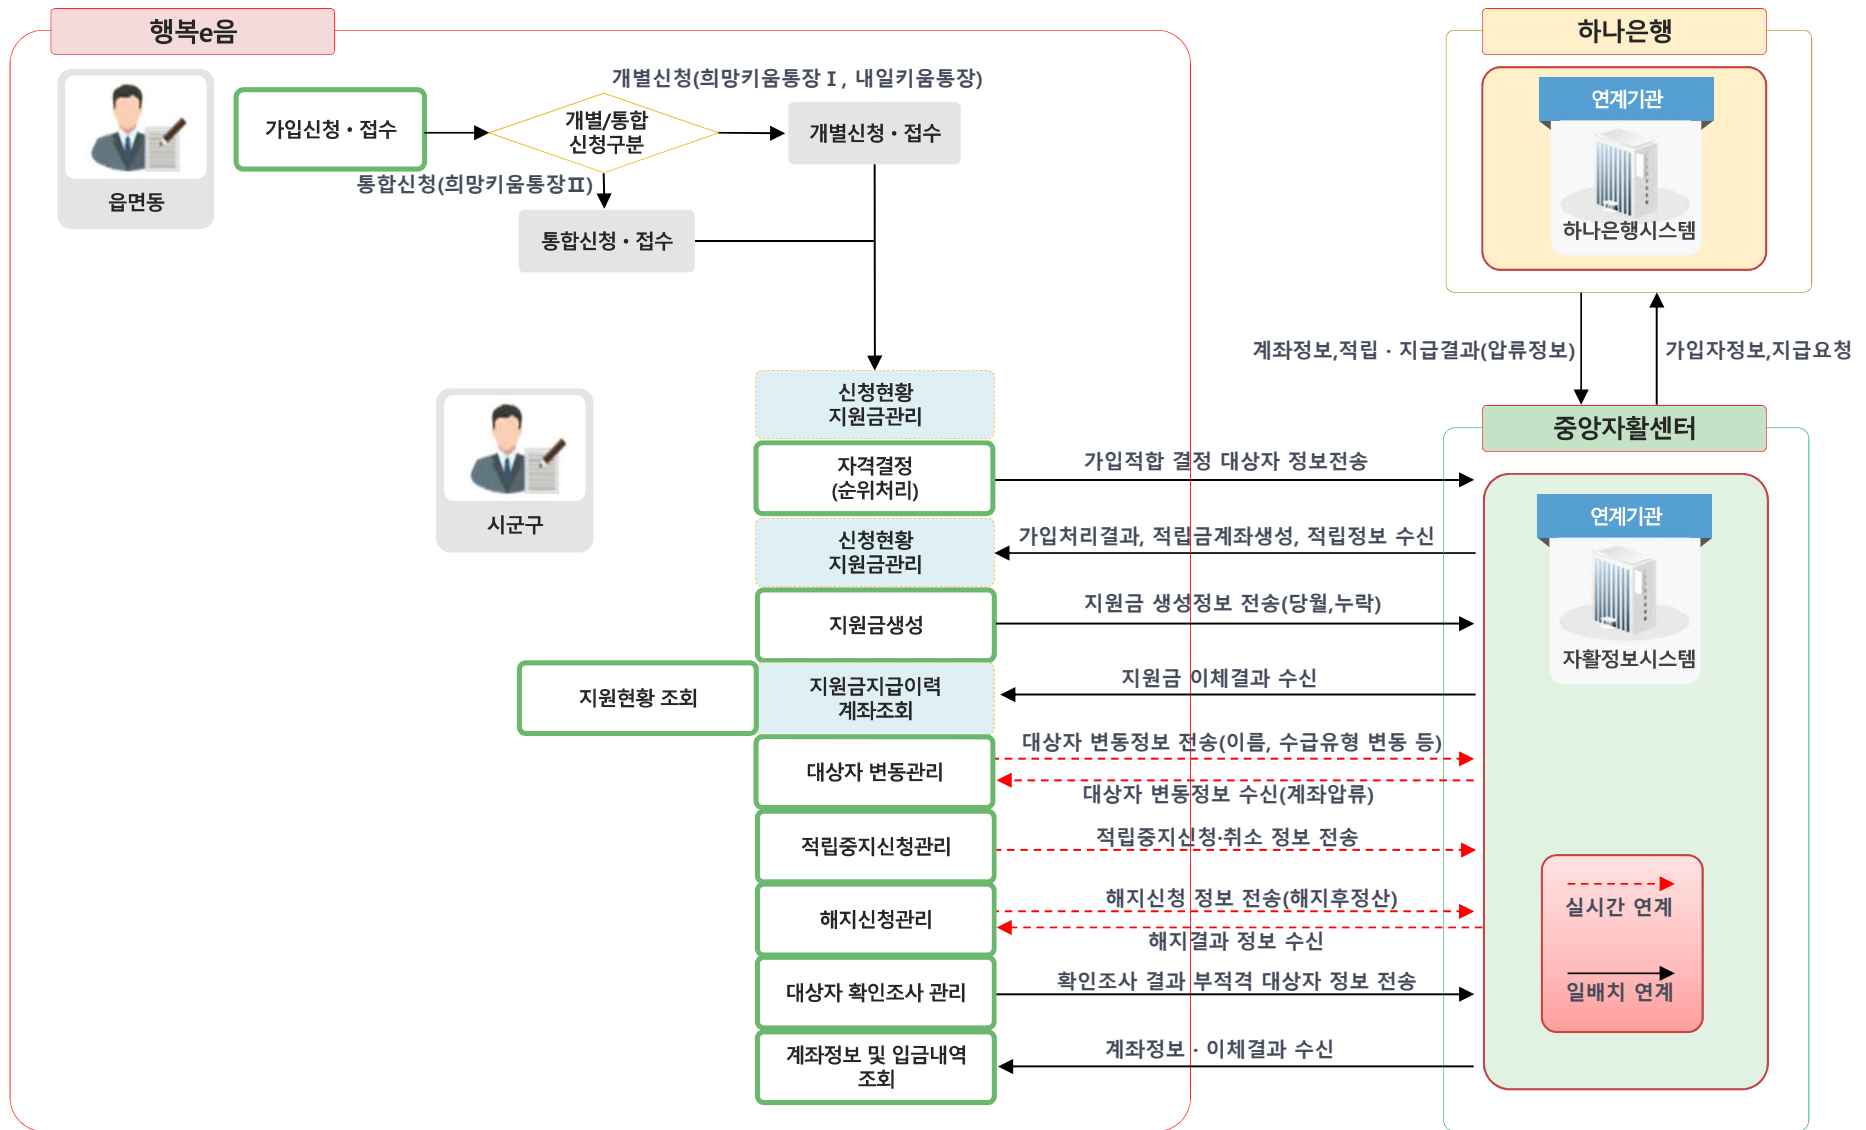 행복e음
하나은행
개별신청(희망키움통장Ⅰ, 내일키움통장)
연계기관
가입신청·접수
개별/통합
신청구분
개별신청·접수
통합신청(희망키움통장Ⅱ)
읍면동
통합신청·접수
하나은행시스템
계좌정보,적립·지급결과(압류정보)
가입자정보,지급요청
신청현황
지원금관리
중앙자활센터
자격결정
(순위처리)
가입적합 결정 대상자 정보전송
시군구
연계기관
신청현황
지원금관리
가입처리결과, 적립금계좌생성, 적립정보 수신
지원금생성
지원금 생성정보 전송(당월,누락)
자활정보시스템
지원현황 조회
지원금지급이력
계좌조회
지원금 이체결과 수신
대상자 변동관리
대상자 변동정보 전송(이름, 수급유형 변동 등)
대상자 변동정보 수신(계좌압류)
적립중지신청관리
적립중지신청·취소 정보 전송
해지신청관리
해지신청 정보 전송(해지후정산)
해지결과 정보 수신
실시간 연계
대상자 확인조사 관리
확인조사 결과 부적격 대상자 정보 전송
일배치 연계
계좌정보 및 입금내역
조회
계좌정보·이체결과 수신